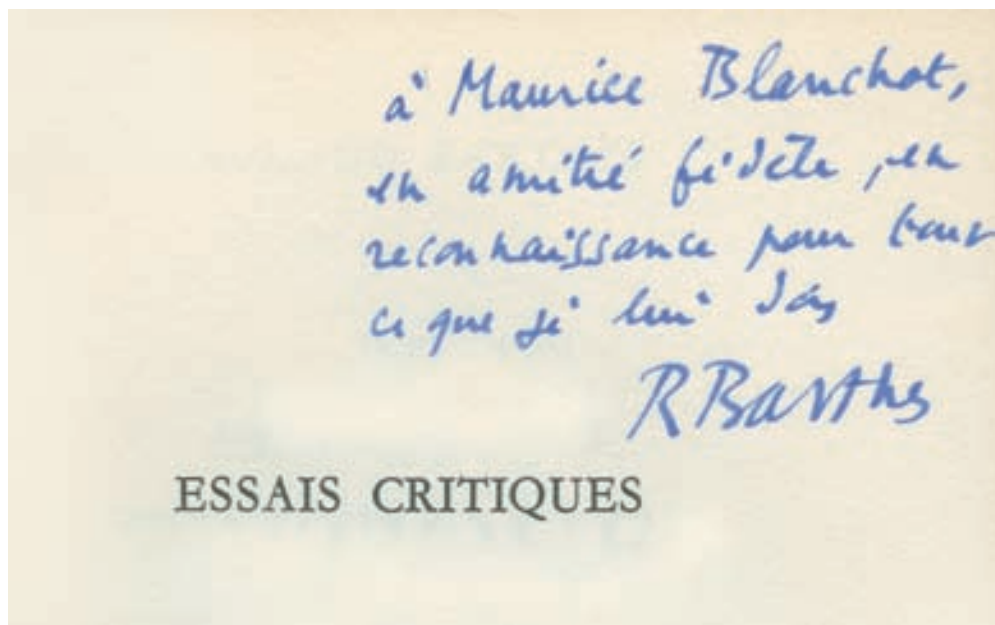 à Maurice Blanchot,
en amitié fidèle, en
reconnaissance pour tout
ce que je lui dois
R Barthes
ESSAIS CRITIQUES